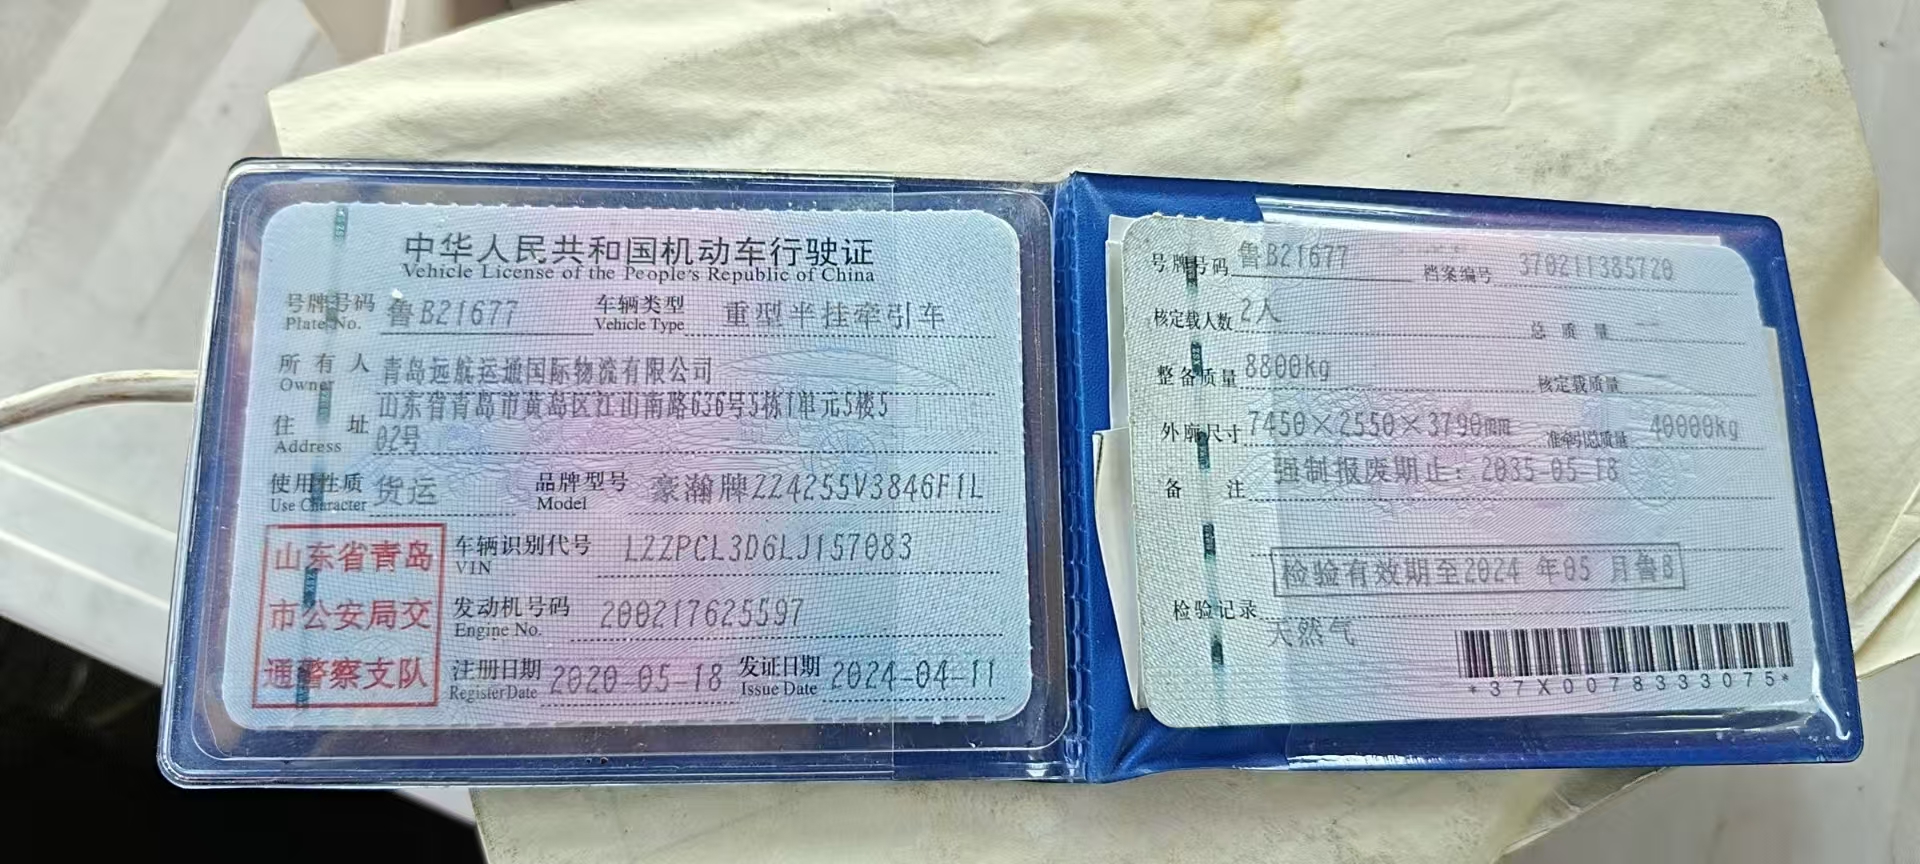 中华人民共和国机动车行驶证
Vehicle License of the People's Republic of China
号牌号码 鲁B21677 车辆类型 重型半挂牵引车
Plate No. Vehicle Type
所有人 青岛远航运通国际物流有限公司
Owner
山东省青岛市黄岛区江山南路636号5栋1单元5楼5
住址 02号
Address
使用性质 货运 品牌型号 豪瀚牌ZZ4255V3846F1L
Use Character Model
山东省青岛
市公安局交
通警察支队
车辆识别代号 LZZPCL3D6LJ157083
VIN
发动机号码 200217625597
Engine No.
注册日期 2020-05-18 发证日期 2024-04-11
Register Date Issue Date
号牌号码 鲁B21677 档案编号 370211385720
核定载人数 2人 总质量 --
整备质量 8800kg 核定载质量 --
外廓尺寸 7450×2550×3790mm 准牵引总质量 40000kg
备注 强制报废期止：2035-05-18
检验有效期至2024年05月鲁B
检验记录
天然气
*37X0078333075*